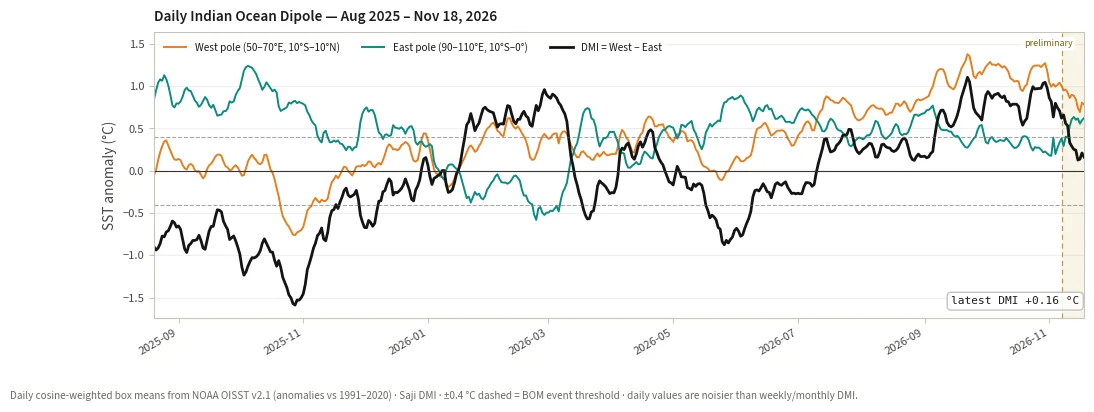 Daily Indian Ocean Dipole — Aug 2025 – Nov 18, 2026
West pole (50–70°E, 10°S–10°N)
East pole (90–110°E, 10°S–0°)
DMI = West – East
preliminary
SST anomaly (°C)
1.5
1.0
0.5
0.0
−0.5
−1.0
−1.5
latest DMI +0.16 °C
2025-09
2025-11
2026-01
2026-03
2026-05
2026-07
2026-09
2026-11
Daily cosine-weighted box means from NOAA OISST v2.1 (anomalies vs 1991–2020) · Saji DMI · ±0.4 °C dashed = BOM event threshold · daily values are noisier than weekly/monthly DMI.